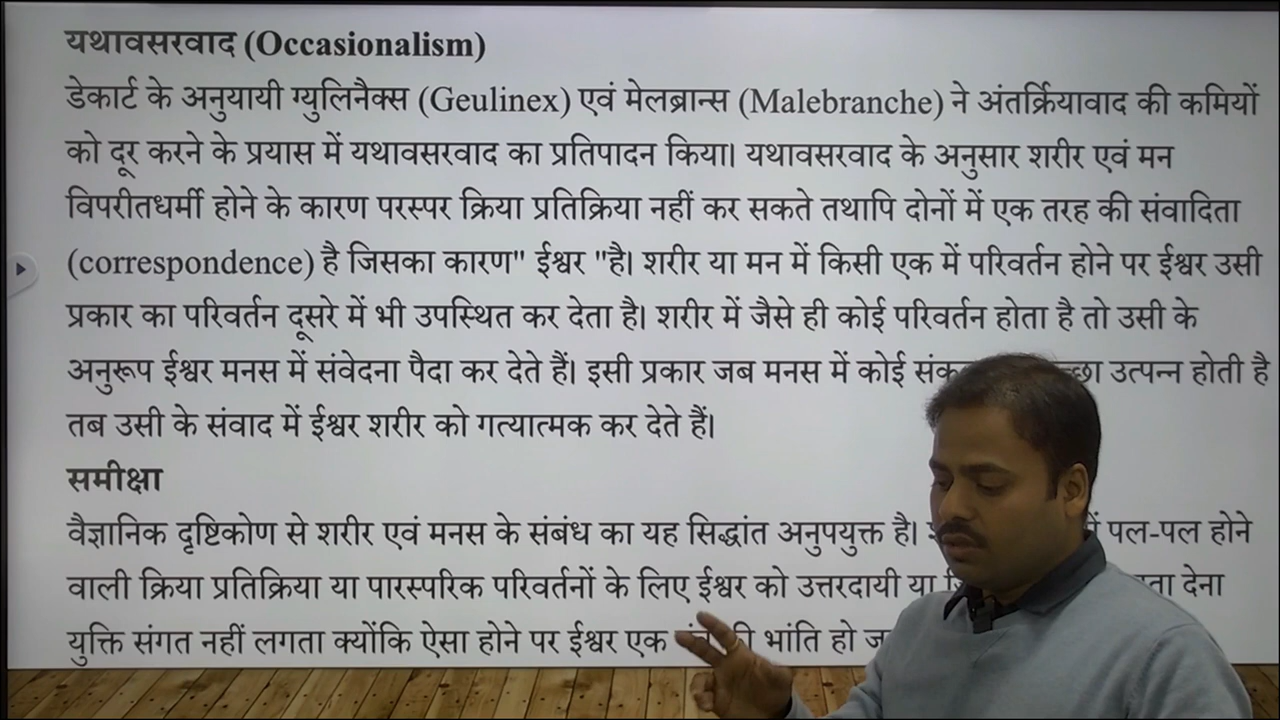 यथावसरवाद (Occasionalism)
डेकार्ट के अनुयायी ग्युलिनैक्स (Geulinex) एवं मेलब्रान्स (Malebranche) ने अंतर्क्रियावाद की कमियों
को दूर करने के प्रयास में यथावसरवाद का प्रतिपादन किया। यथावसरवाद के अनुसार शरीर एवं मन
विपरीतधर्मी होने के कारण परस्पर क्रिया प्रतिक्रिया नहीं कर सकते तथापि दोनों में एक तरह की संवादिता
(correspondence) है जिसका कारण" ईश्वर "है। शरीर या मन में किसी एक में परिवर्तन होने पर ईश्वर उसी
प्रकार का परिवर्तन दूसरे में भी उपस्थित कर देता है। शरीर में जैसे ही कोई परिवर्तन होता है तो उसी के
अनुरूप ईश्वर मनस में संवेदना पैदा कर देते हैं। इसी प्रकार जब मनस में कोई उत्पन्न होती है
तब उसी के संवाद में ईश्वर शरीर को गत्यात्मक कर देते हैं।
समीक्षा
वैज्ञानिक दृष्टिकोण से शरीर एवं मनस के संबंध का यह सिद्धांत अनुपयुक्त है। पल-पल होने
वाली क्रिया प्रतिक्रिया या पारस्परिक परिवर्तनों के लिए ईश्वर को उत्तरदायी या देना
युक्ति संगत नहीं लगता क्योंकि ऐसा होने पर ईश्वर एक भांति हो